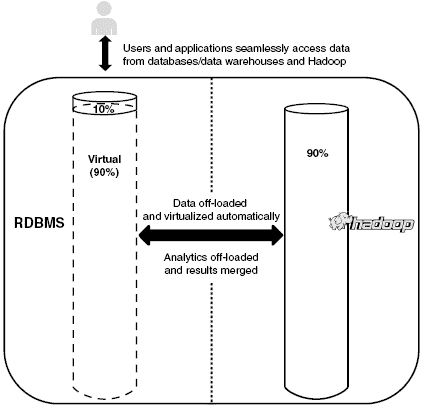 Users and applications seamlessly access data
from databases/data warehouses and Hadoop
10%
Virtual
(90%)
90%
RDBMS
Data off-loaded
and virtualized automatically
Analytics off-loaded
and results merged
hadoop